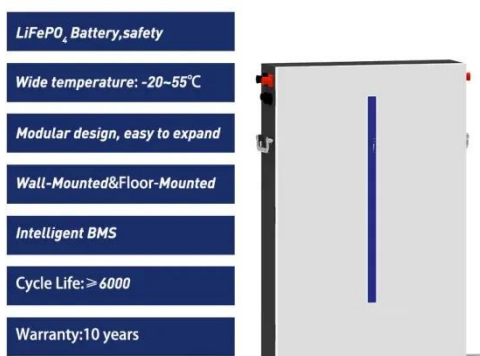 LiFePO₄ Battery,safety
Wide temperature: -20~55℃
Modular design, easy to expand
Wall-Mounted&Floor-Mounted
Intelligent BMS
Cycle Life:≥6000
Warranty:10 years